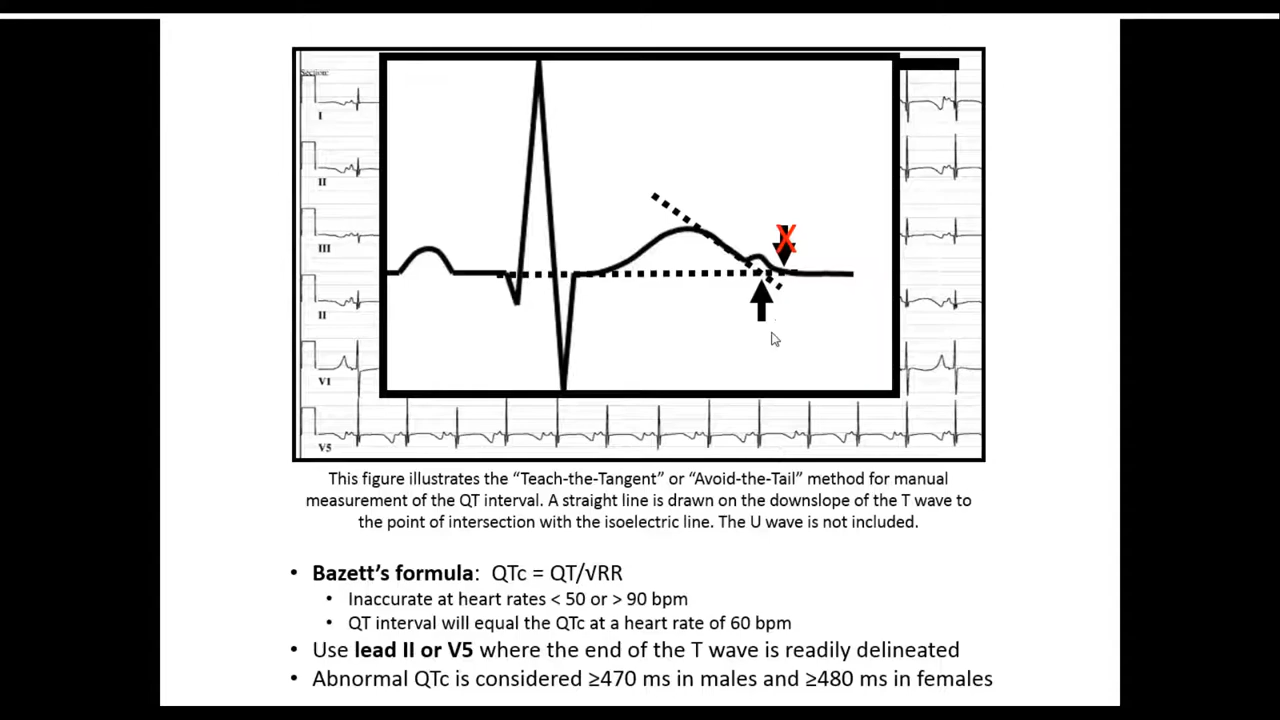 Section:
I
II
III
II
V1
V5
X
This figure illustrates the “Teach-the-Tangent” or “Avoid-the-Tail” method for manual
measurement of the QT interval. A straight line is drawn on the downslope of the T wave to
the point of intersection with the isoelectric line. The U wave is not included.
• Bazett’s formula: QTc = QT/√RR
• Inaccurate at heart rates < 50 or > 90 bpm
• QT interval will equal the QTc at a heart rate of 60 bpm
• Use lead II or V5 where the end of the T wave is readily delineated
• Abnormal QTc is considered ≥470 ms in males and ≥480 ms in females